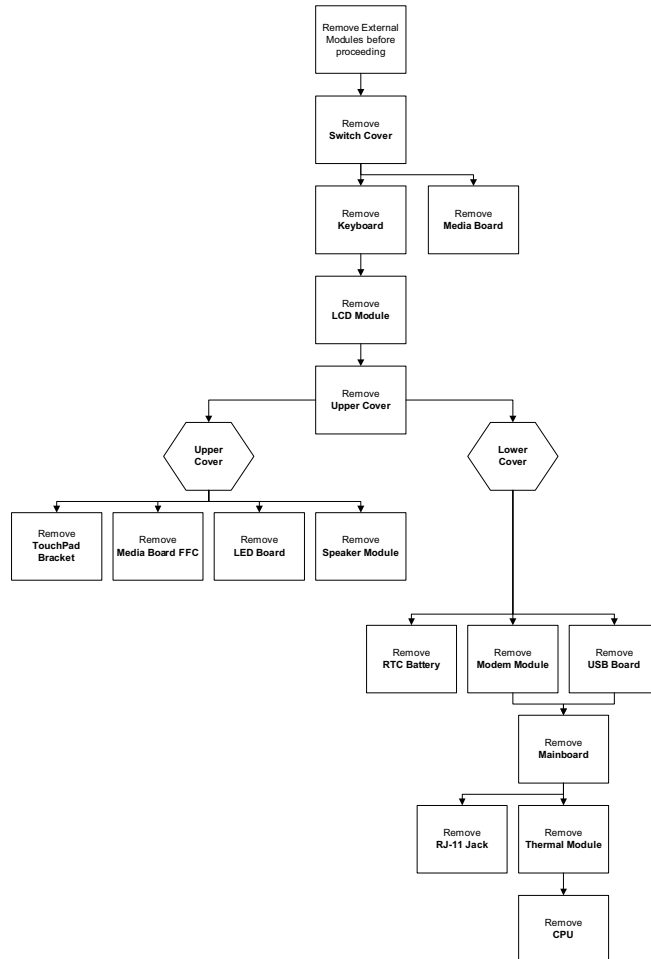 Remove External
Modules before
proceeding
Remove
Switch Cover
Remove
Keyboard
Remove
Media Board
Remove
LCD Module
Remove
Upper Cover
Upper
Cover
Lower
Cover
Remove
TouchPad
Bracket
Remove
Media Board FFC
Remove
LED Board
Remove
Speaker Module
Remove
RTC Battery
Remove
Modem Module
Remove
USB Board
Remove
Mainboard
Remove
RJ-11 Jack
Remove
Thermal Module
Remove
CPU